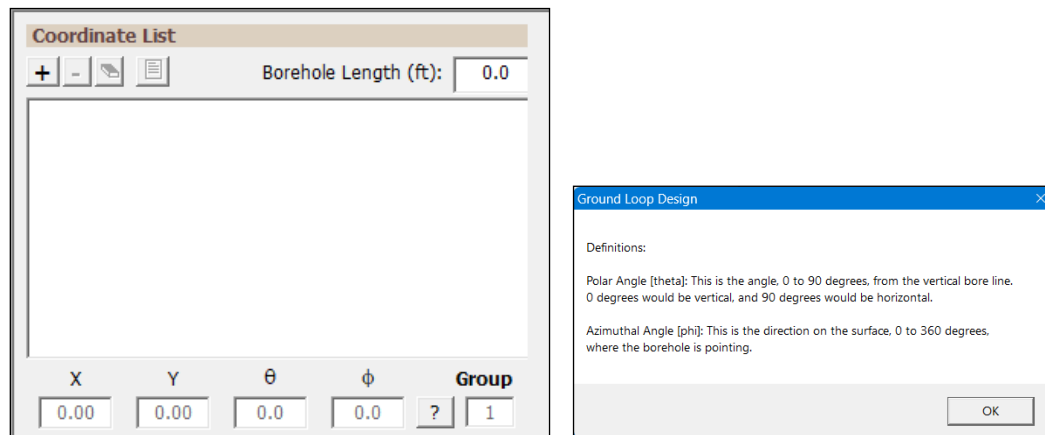 Coordinate List
+ - Borehole Length (ft): 0.0
X Y θ ϕ Group
0.00 0.00 0.0 0.0 ? 1
Ground Loop Design
Definitions:
Polar Angle [theta]: This is the angle, 0 to 90 degrees, from the vertical bore line.
0 degrees would be vertical, and 90 degrees would be horizontal.
Azimuthal Angle [phi]: This is the direction on the surface, 0 to 360 degrees,
where the borehole is pointing.
OK